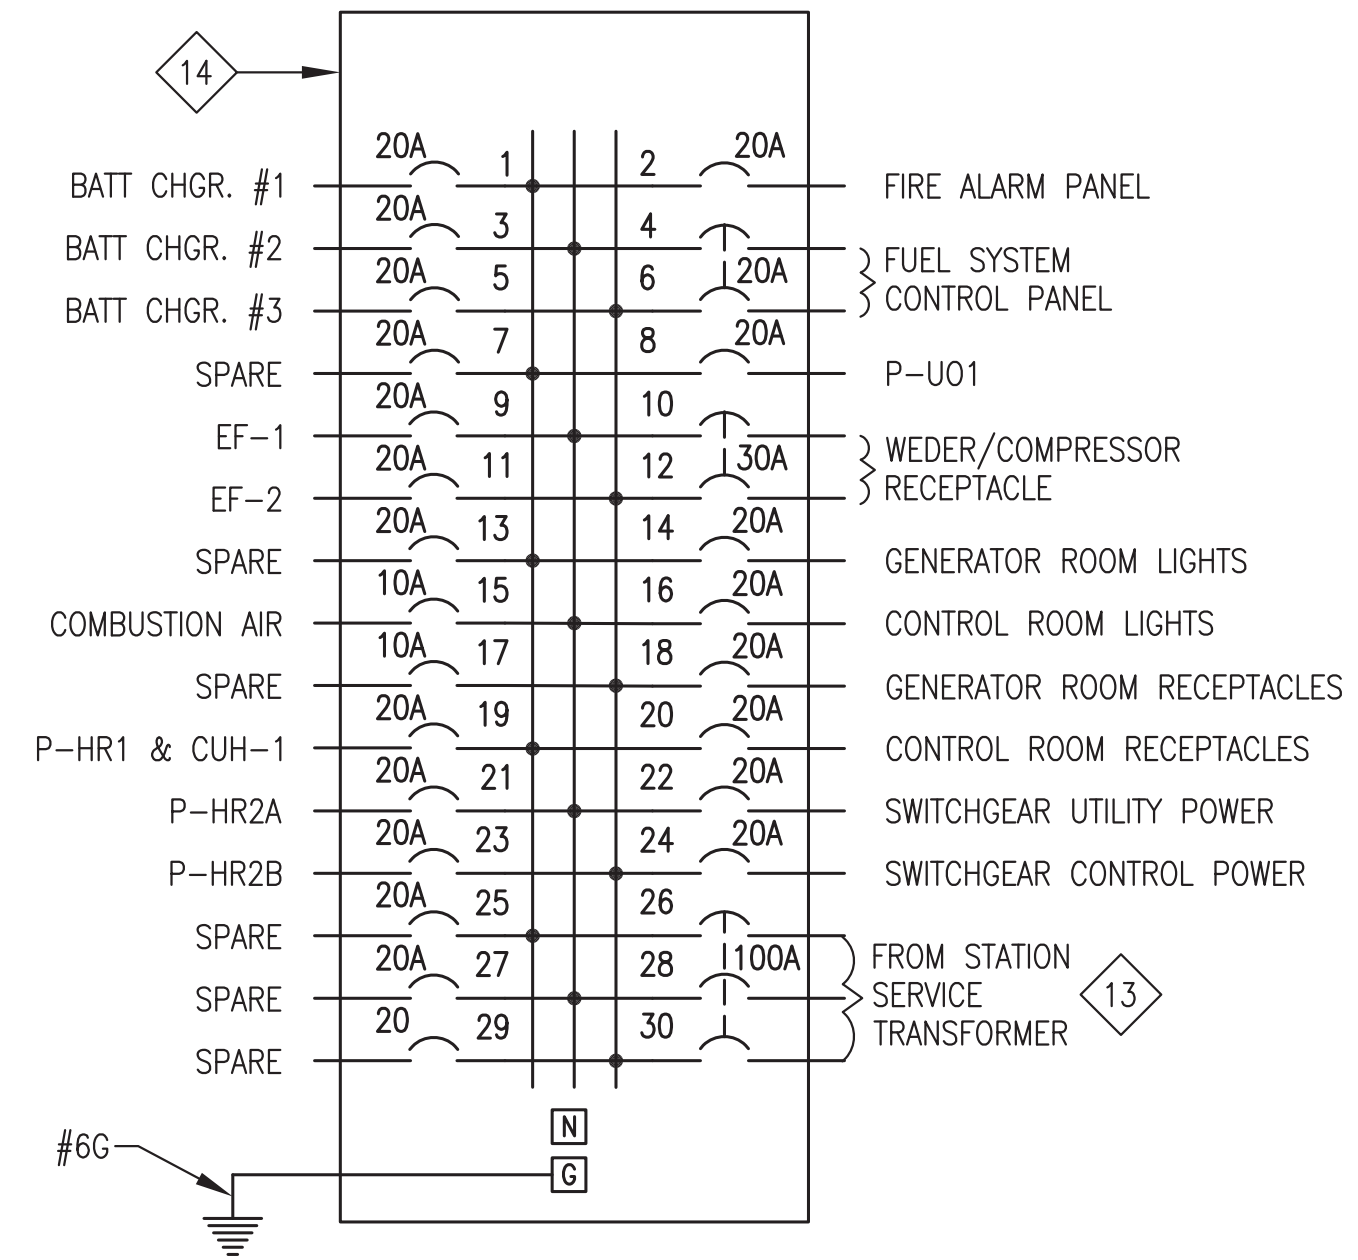 14
20A 1 2 20A
BATT CHGR. #1 FIRE ALARM PANEL
20A 3 4
BATT CHGR. #2 FUEL SYSTEM
20A 5 6 20A
BATT CHGR. #3 CONTROL PANEL
20A 7 8 20A
SPARE P-U01
20A 9 10
EF-1 WEDER/COMPRESSOR
20A 11 12 30A
EF-2 RECEPTACLE
20A 13 14 20A
SPARE GENERATOR ROOM LIGHTS
10A 15 16 20A
COMBUSTION AIR CONTROL ROOM LIGHTS
10A 17 18 20A
SPARE GENERATOR ROOM RECEPTACLES
20A 19 20 20A
P-HR1 & CUH-1 CONTROL ROOM RECEPTACLES
20A 21 22 20A
P-HR2A SWITCHGEAR UTILITY POWER
20A 23 24 20A
P-HR2B SWITCHGEAR CONTROL POWER
20A 25 26
SPARE
20A 27 28 100A FROM STATION
SPARE SERVICE 13
20 29 30 TRANSFORMER
SPARE
N
#6G
G